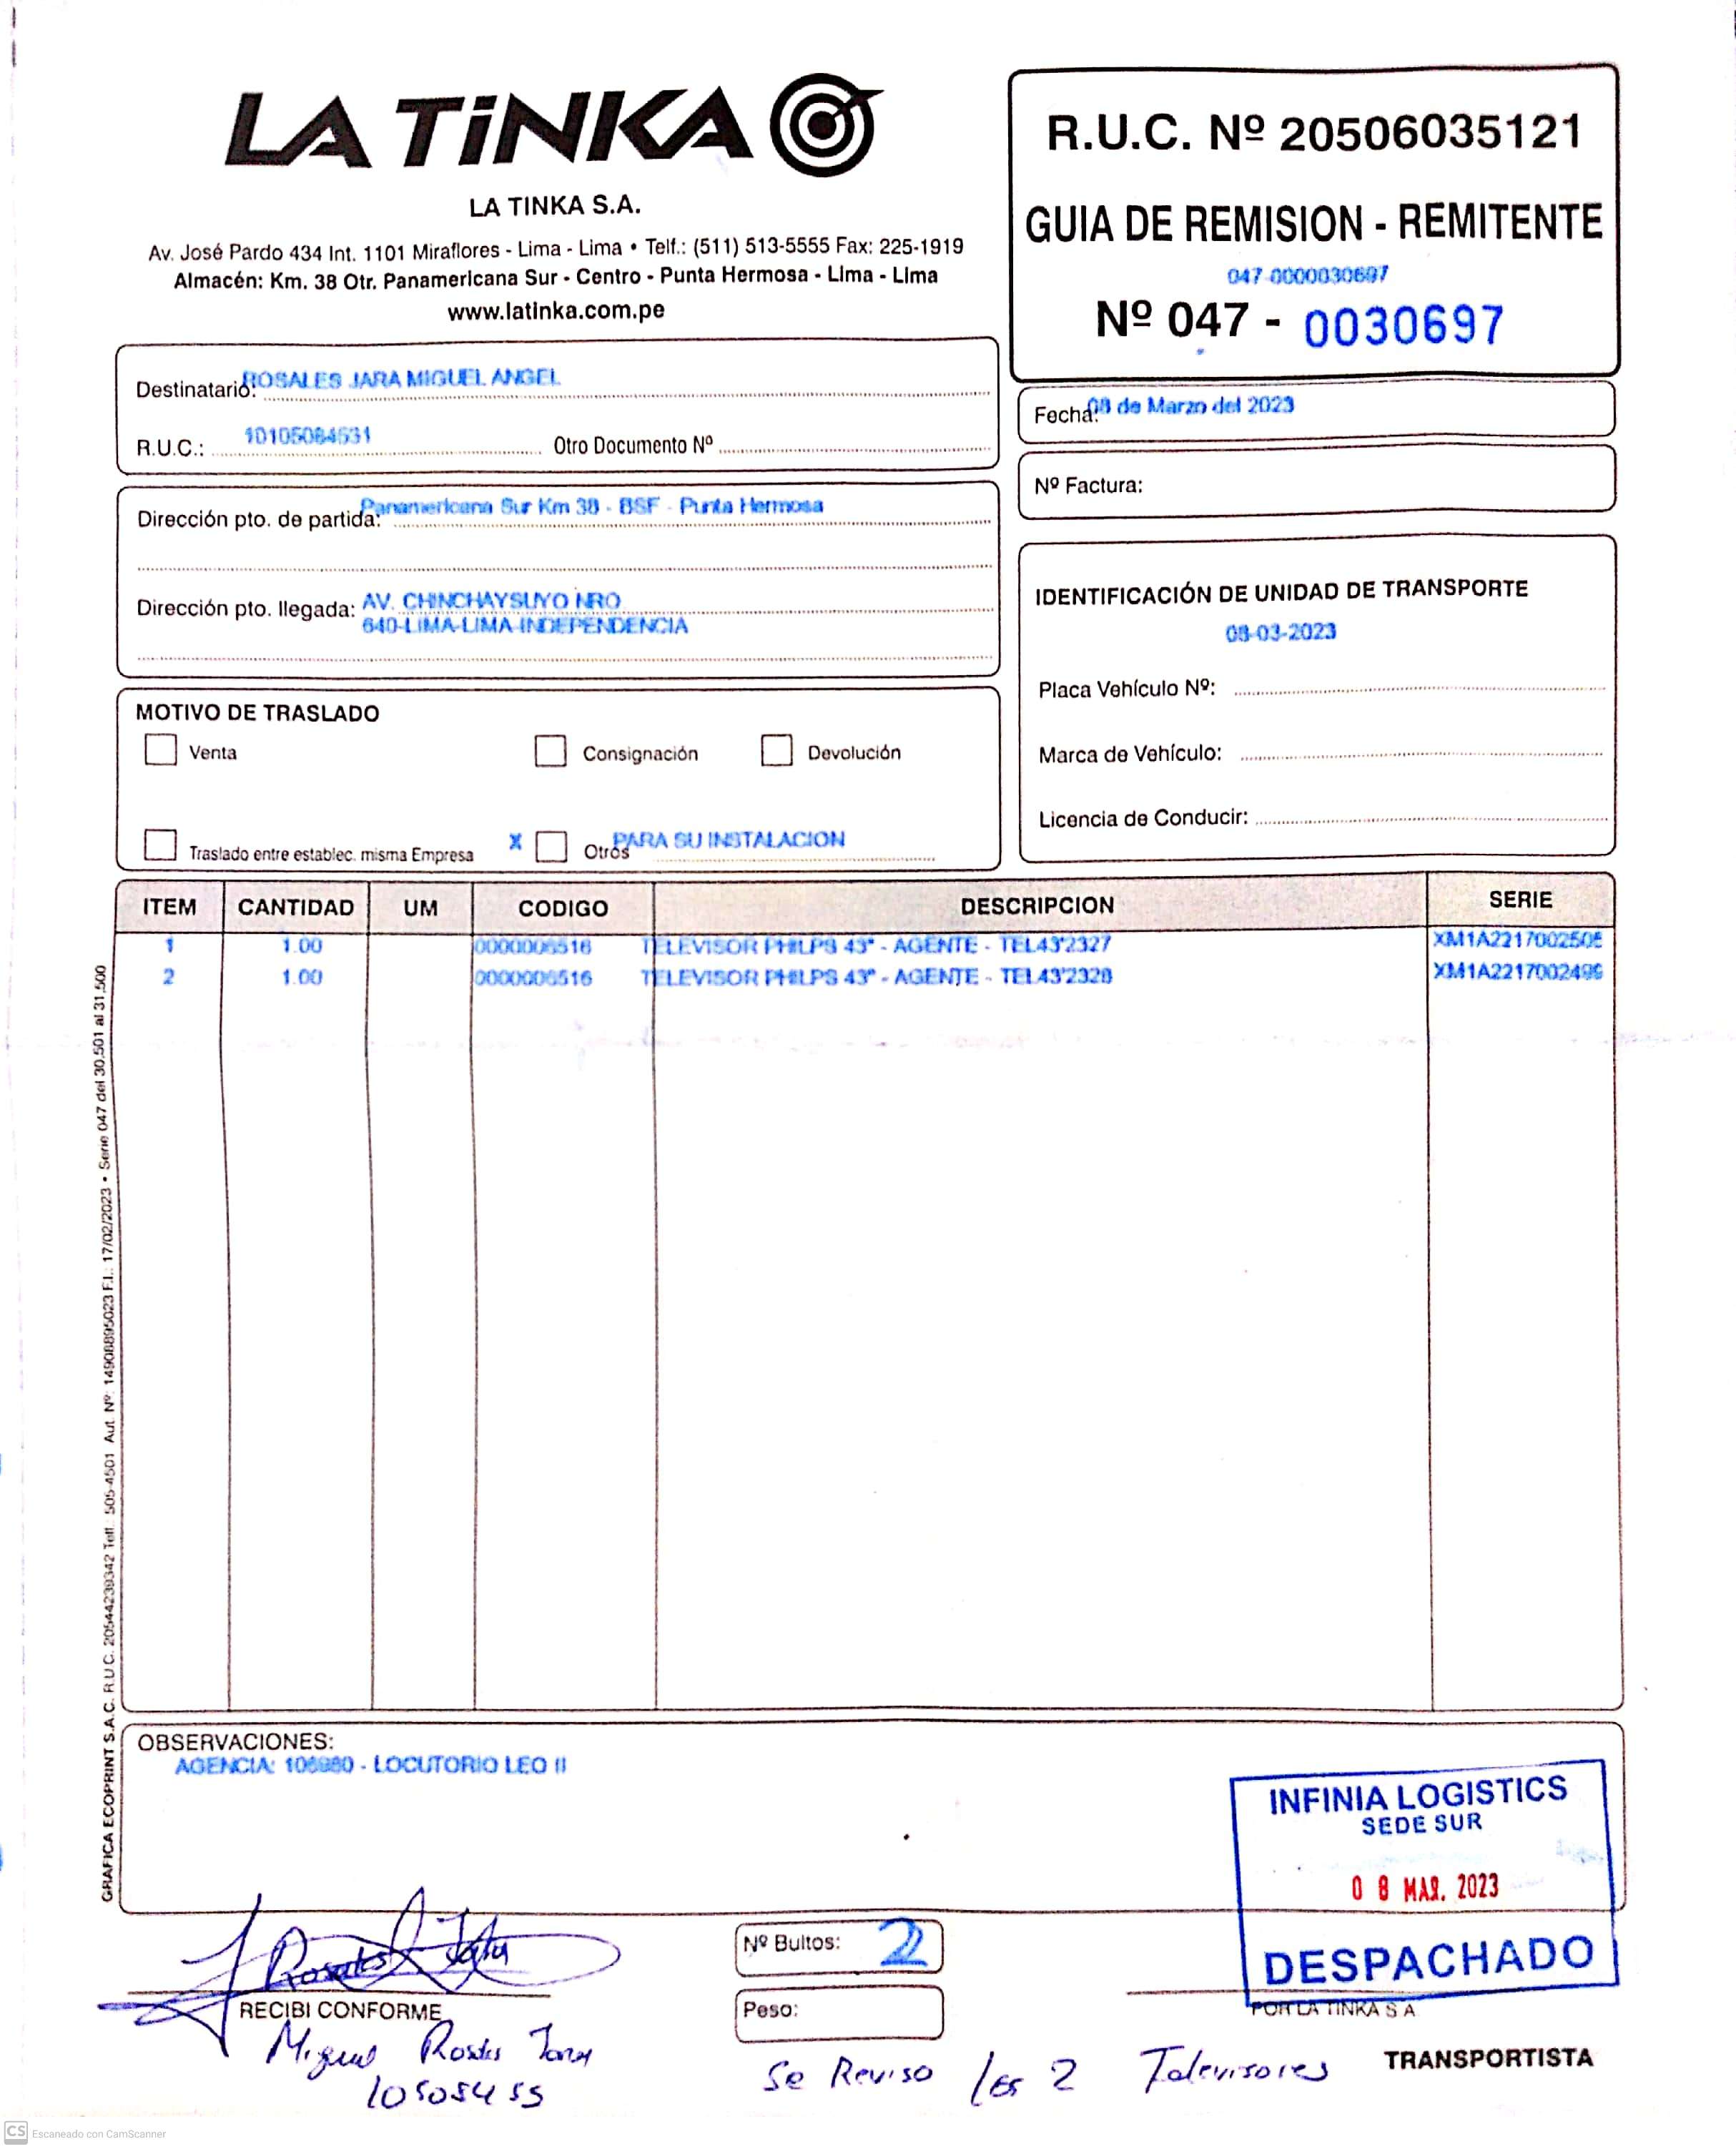 LA TiNKA
LA TINKA S.A.
Av. José Pardo 434 Int. 1101 Miraflores - Lima - Lima • Telf.: (511) 513-5555 Fax: 225-1919
Almacén: Km. 38 Otr. Panamericana Sur - Centro - Punta Hermosa - Lima - Lima
www.latinka.com.pe
R.U.C. Nº 20506035121
GUIA DE REMISION - REMITENTE
047-0000030697
Nº 047 - 0030697
Destinatario: ROSALES JARA MIGUEL ANGEL
R.U.C.: Otro Documento Nº
Fecha: 08 de Marzo del 2023
Nº Factura:
Dirección pto. de partida: Panamericana Sur Km 38 - BSF - Punta Hermosa
Dirección pto. llegada: AV. CHINCHAYSUYO NRO
640-LIMA-LIMA-INDEPENDENCIA
IDENTIFICACIÓN DE UNIDAD DE TRANSPORTE
08-03-2023
Placa Vehículo Nº:
Marca de Vehículo:
Licencia de Conducir:
MOTIVO DE TRASLADO
Venta Consignación Devolución
Traslado entre establec. misma Empresa X Otros PARA SU INSTALACION
ITEM CANTIDAD UM CODIGO DESCRIPCION SERIE
1 1.00 0000006516 TELEVISOR PHILPS 43" - AGENTE - TEL43'2327 XM1A2217002505
2 1.00 0000006516 TELEVISOR PHILPS 43" - AGENTE - TEL43'2328 XM1A2217002499
GRAFICA ECOPRINT S.A.C. R.U.C. 20544239342 Telf.: 505-4501 Aut. Nº: 14908895023 F.I.: 17/02/2023 • Serie 047 del 30,501 al 31,500
OBSERVACIONES:
AGENCIA: 106980 - LOCUTORIO LEO II
INFINIA LOGISTICS
SEDE SUR
08 MAR. 2023
DESPACHADO
Rosales Jara
RECIBI CONFORME
Miguel Rosales Jara
Nº Bultos: 2
Peso:
POR LA TINKA S A
Se Reviso los 2 Televisores
TRANSPORTISTA
CS Escaneado con CamScanner